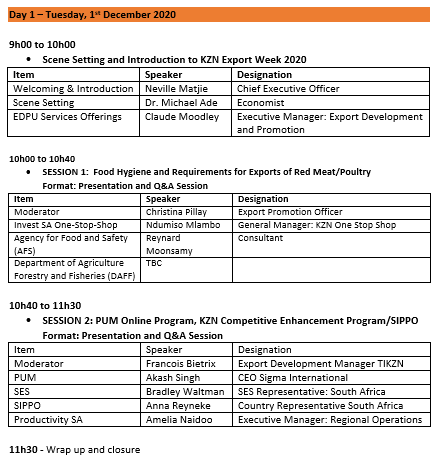 Day 1 – Tuesday, 1st December 2020
9h00 to 10h00
• Scene Setting and Introduction to KZN Export Week 2020
Item Speaker Designation
Welcoming & Introduction Neville Matjie Chief Executive Officer
Scene Setting Dr. Michael Ade Economist
EDPU Services Offerings Claude Moodley Executive Manager: Export Development
and Promotion
10h00 to 10h40
• SESSION 1: Food Hygiene and Requirements for Exports of Red Meat/Poultry
Format: Presentation and Q&A Session
Item Speaker Designation
Moderator Christina Pillay Export Promotion Officer
Invest SA One-Stop-Shop Ndumiso Mlambo General Manager: KZN One Stop Shop
Agency for Food and Safety Reynard Consultant
(AFS) Moonsamy
Department of Agriculture TBC
Forestry and Fisheries (DAFF)
10h40 to 11h30
• SESSION 2: PUM Online Program, KZN Competitive Enhancement Program/SIPPO
Format: Presentation and Q&A Session
Item Speaker Designation
Moderator Francois Bietrix Export Development Manager TIKZN
PUM Akash Singh CEO Sigma International
SES Bradley Waltman SES Representative: South Africa
SIPPO Anna Reyneke Country Representative South Africa
Productivity SA Amelia Naidoo Executive Manager: Regional Operations
11h30 - Wrap up and closure